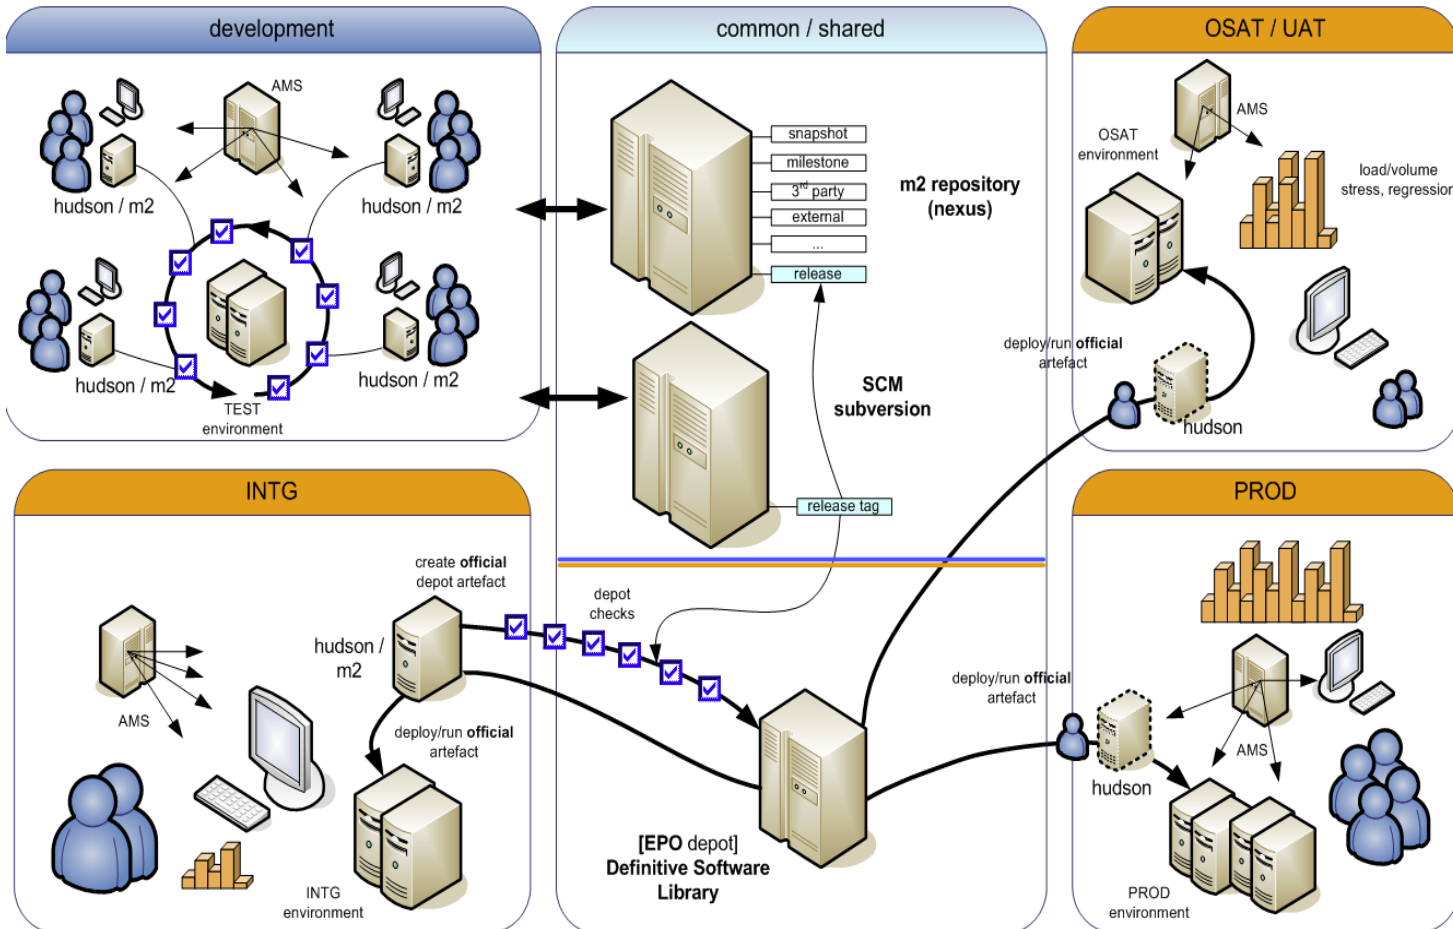 development
AMS
hudson / m2
hudson / m2
hudson / m2
hudson / m2
TEST
environment
common / shared
snapshot
milestone
3rd party
external
...
release
m2 repository
(nexus)
SCM
subversion
release tag
OSAT / UAT
AMS
OSAT
environment
load/volume
stress, regression
deploy/run official
artefact
hudson
INTG
create official
depot artefact
hudson /
m2
AMS
deploy/run official
artefact
INTG
environment
depot
checks
[EPO depot]
Definitive Software
Library
PROD
deploy/run official
artefact
AMS
hudson
PROD
environment